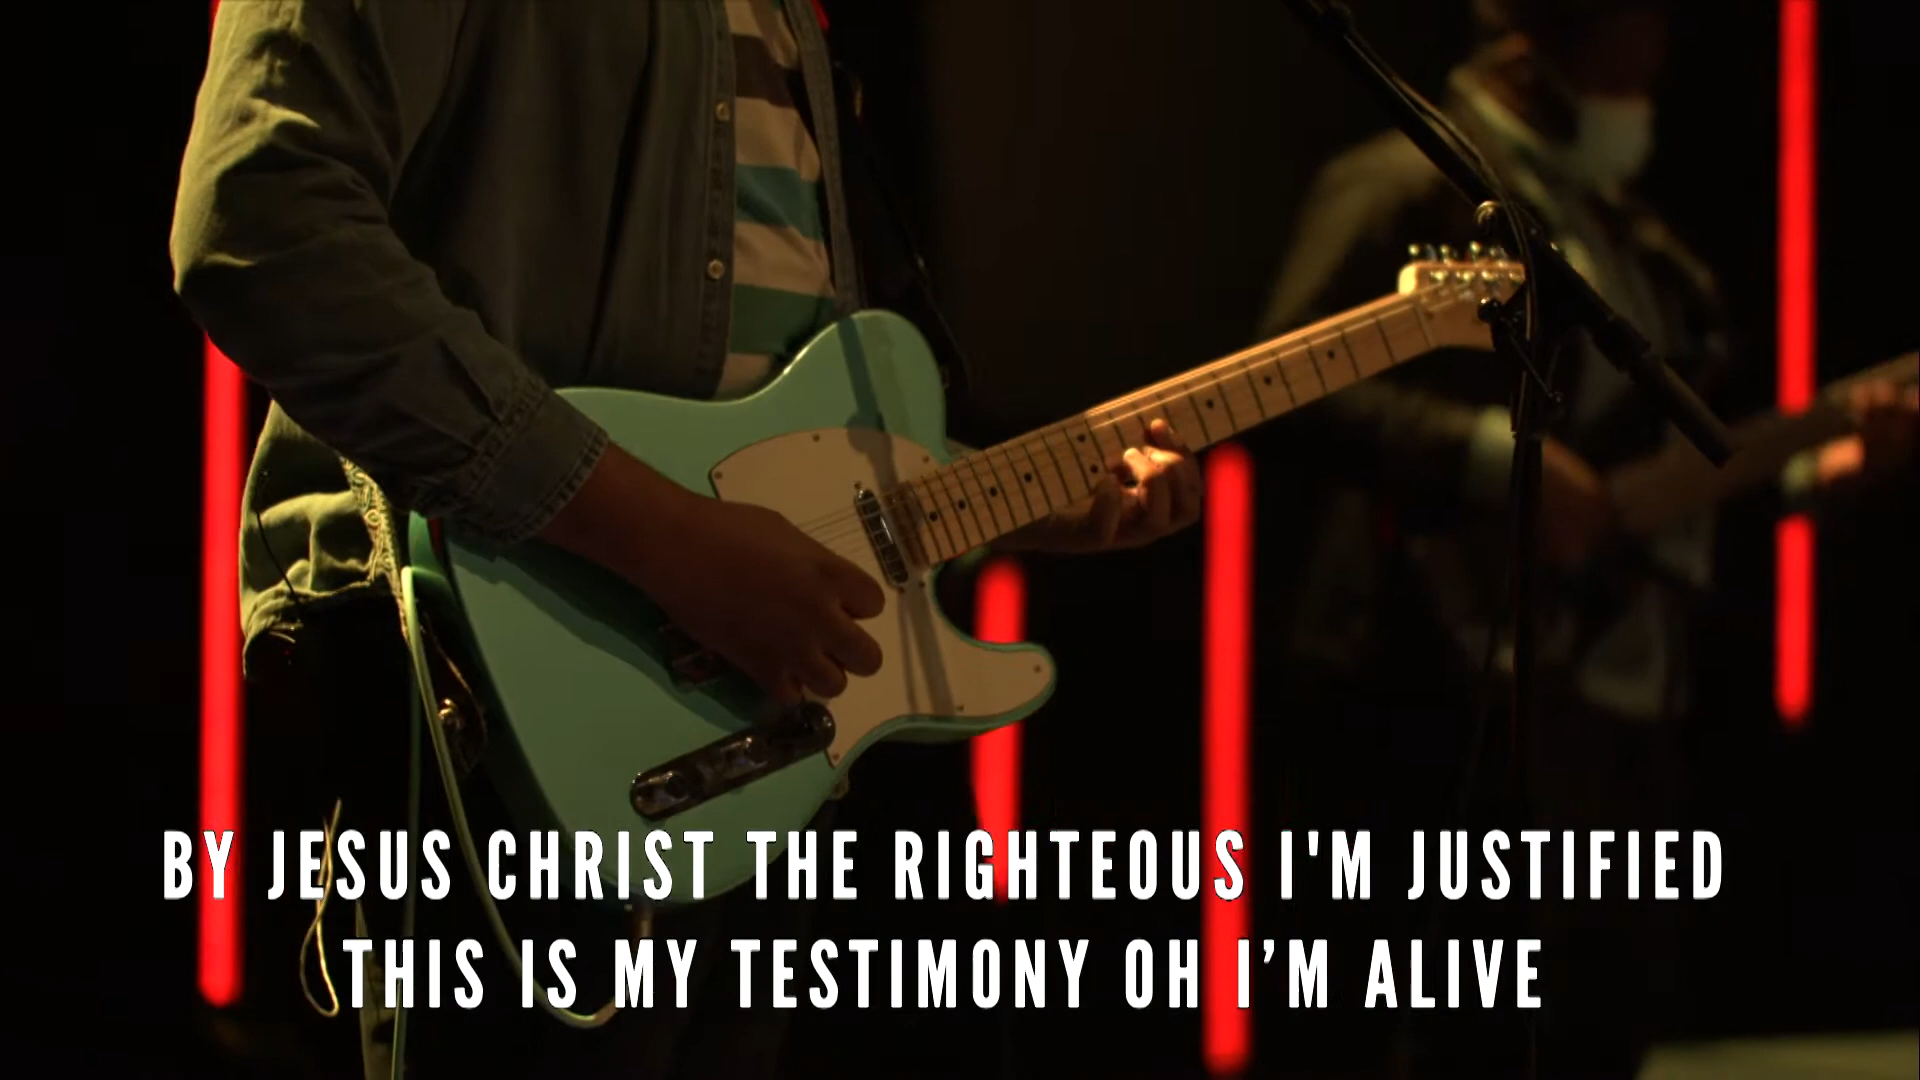 BY JESUS CHRIST THE RIGHTEOUS I'M JUSTIFIED
THIS IS MY TESTIMONY OH I’M ALIVE